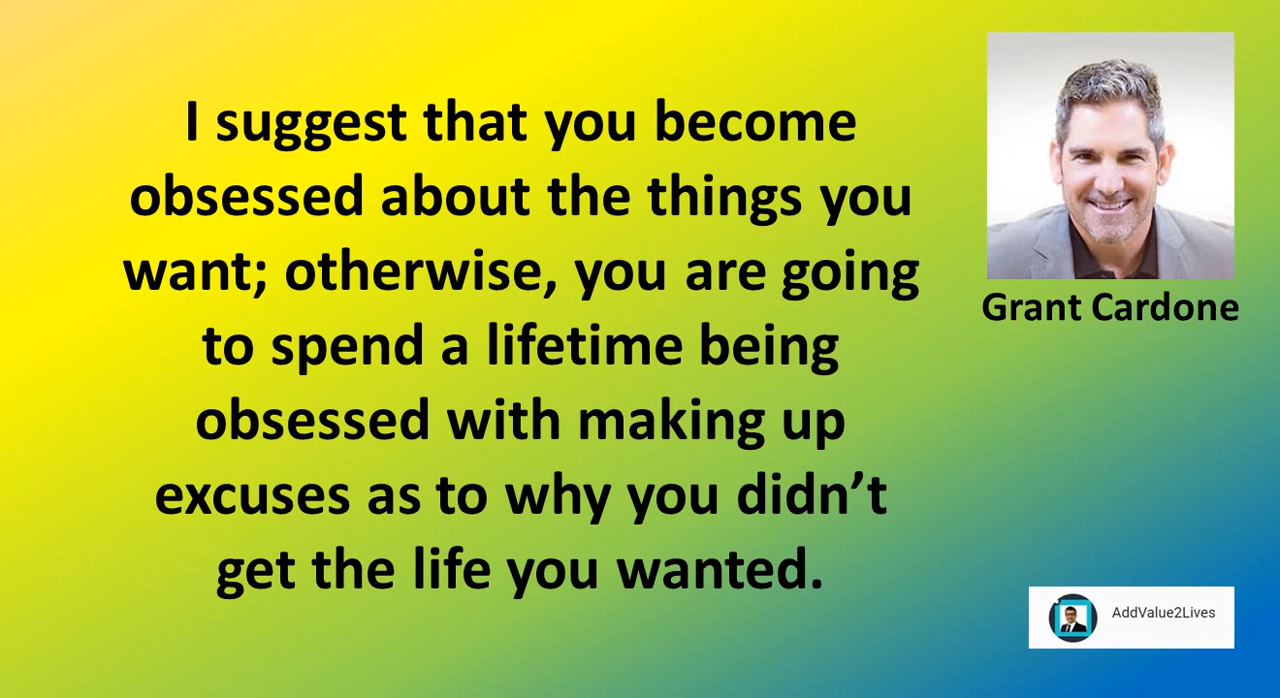 I suggest that you become
obsessed about the things you
want; otherwise, you are going
to spend a lifetime being
obsessed with making up
excuses as to why you didn’t
get the life you wanted.
Grant Cardone
AddValue2Lives